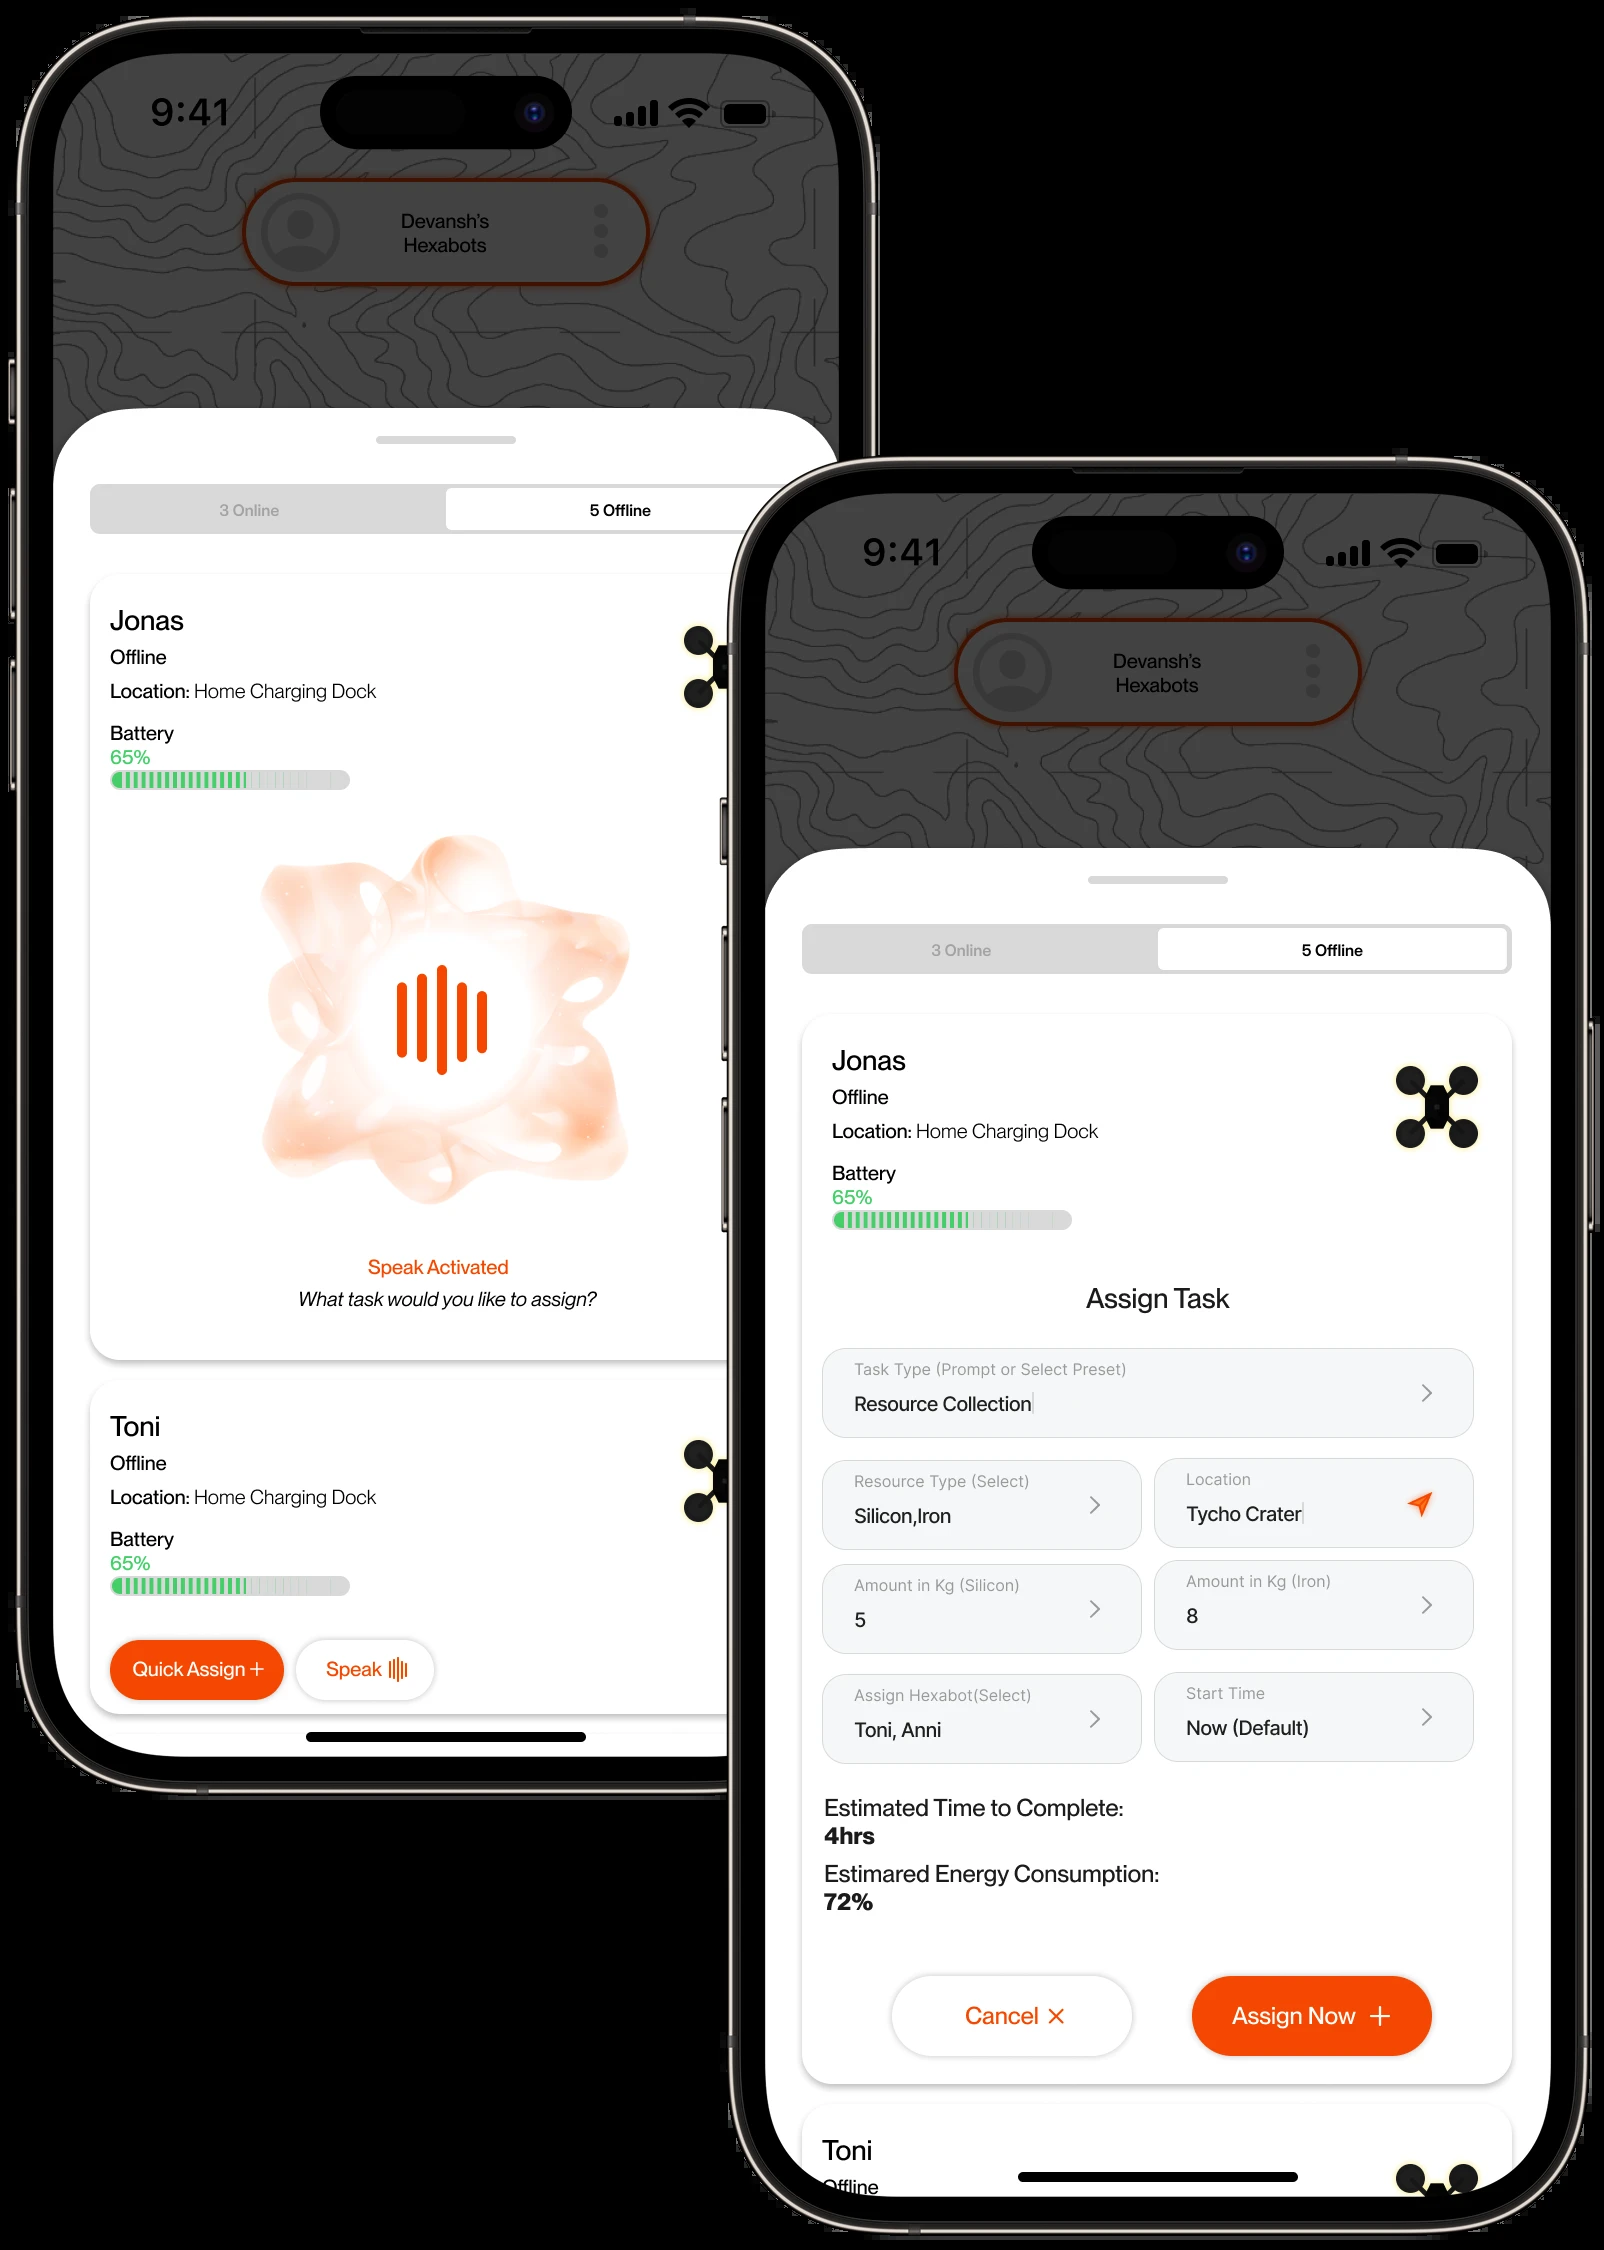 9:41
Devansh's
Hexabots
3 Online
5 Offline
Jonas
Offline
Location: Home Charging Dock
Battery
65%
Speak Activated
What task would you like to assign?
Toni
Offline
Location: Home Charging Dock
Battery
65%
Quick Assign +
Speak
9:41
Devansh's
Hexabots
3 Online
5 Offline
Jonas
Offline
Location: Home Charging Dock
Battery
65%
Assign Task
Task Type (Prompt or Select Preset)
Resource Collection
Resource Type (Select)
Silicon,Iron
Location
Tycho Crater
Amount in Kg (Silicon)
5
Amount in Kg (Iron)
8
Assign Hexabot(Select)
Toni, Anni
Start Time
Now (Default)
Estimated Time to Complete:
4hrs
Estimared Energy Consumption:
72%
Cancel ×
Assign Now +
Toni
Offline